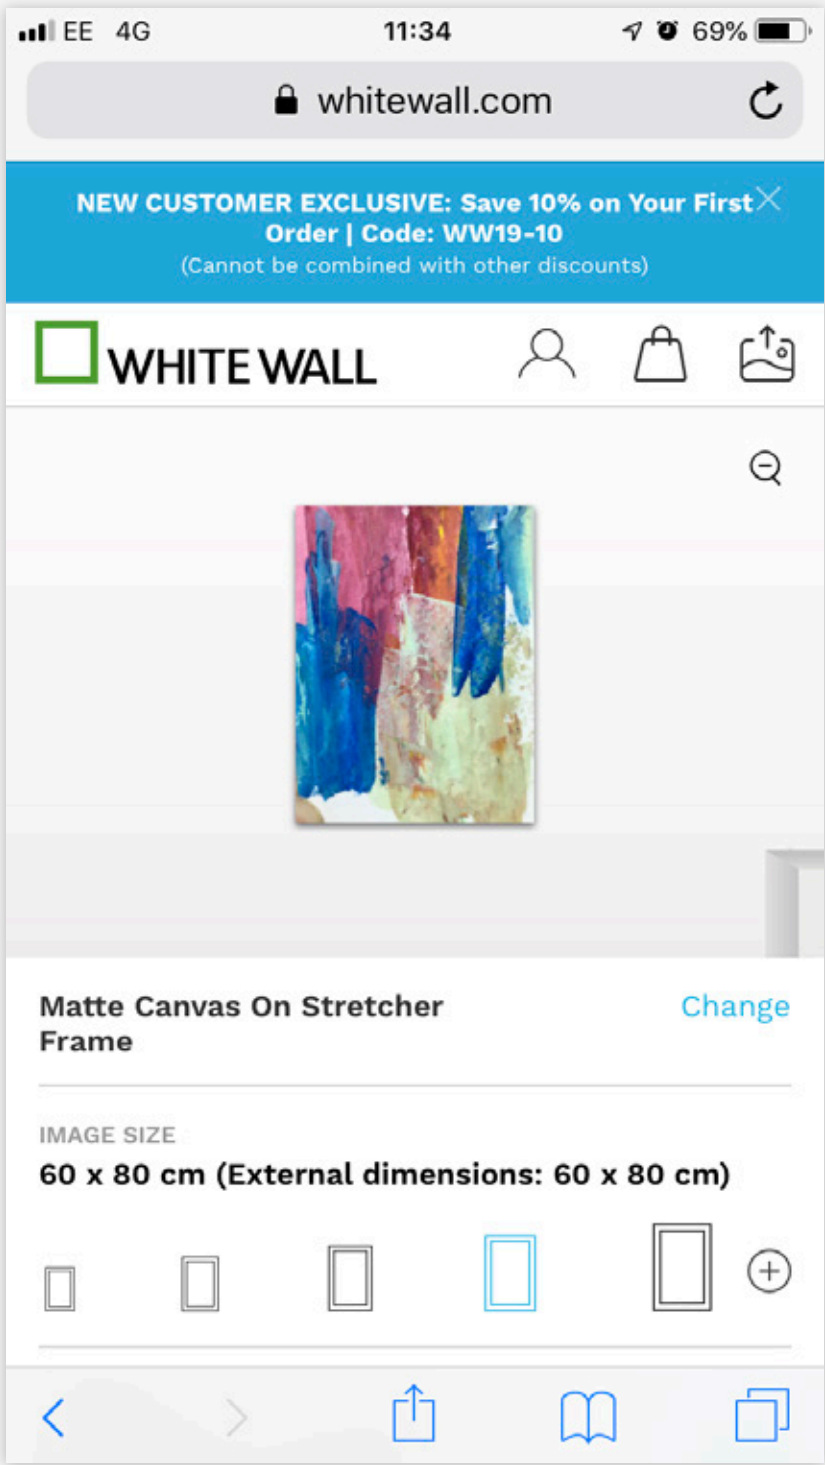 EE 4G 11:34 69%
whitewall.com
NEW CUSTOMER EXCLUSIVE: Save 10% on Your First
Order | Code: WW19-10
(Cannot be combined with other discounts)
WHITE WALL
Matte Canvas On Stretcher
Frame
Change
IMAGE SIZE
60 x 80 cm (External dimensions: 60 x 80 cm)